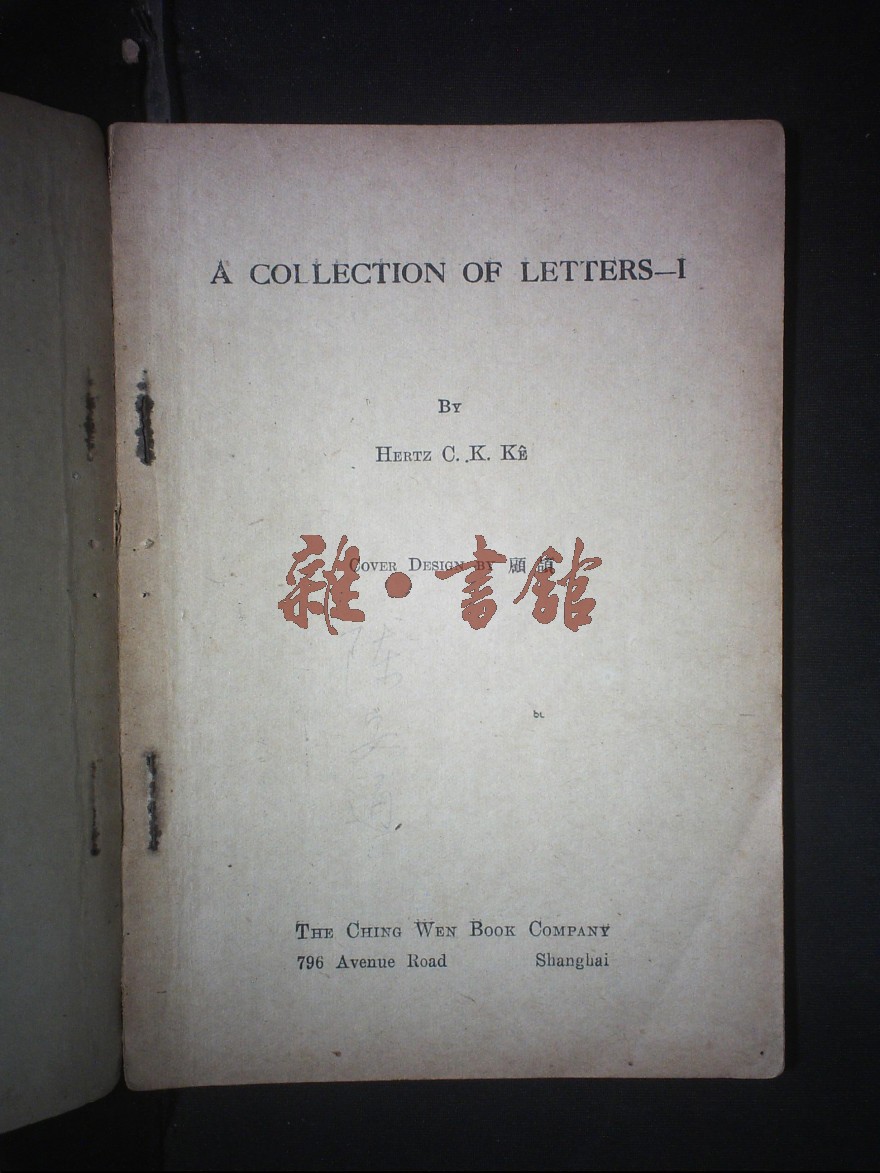 A COLLECTION OF LETTERS—I
BY
HERTZ C. K. KÊ
COVER DESIGN BY 顧
雜·書館
THE CHING WEN BOOK COMPANY
796 Avenue Road Shanghai